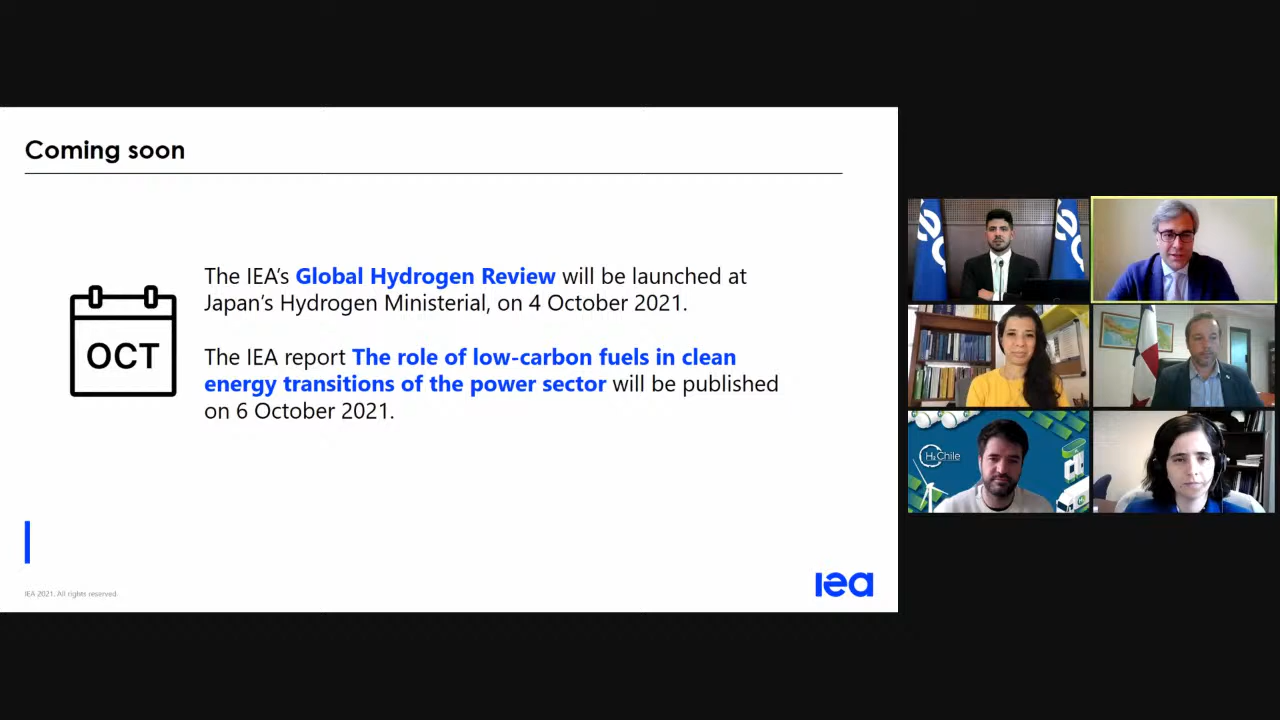 Coming soon
OCT
The IEA's Global Hydrogen Review will be launched at
Japan's Hydrogen Ministerial, on 4 October 2021.
The IEA report The role of low-carbon fuels in clean
energy transitions of the power sector will be published
on 6 October 2021.
IEA 2021. All rights reserved.
iea
H₂Chile